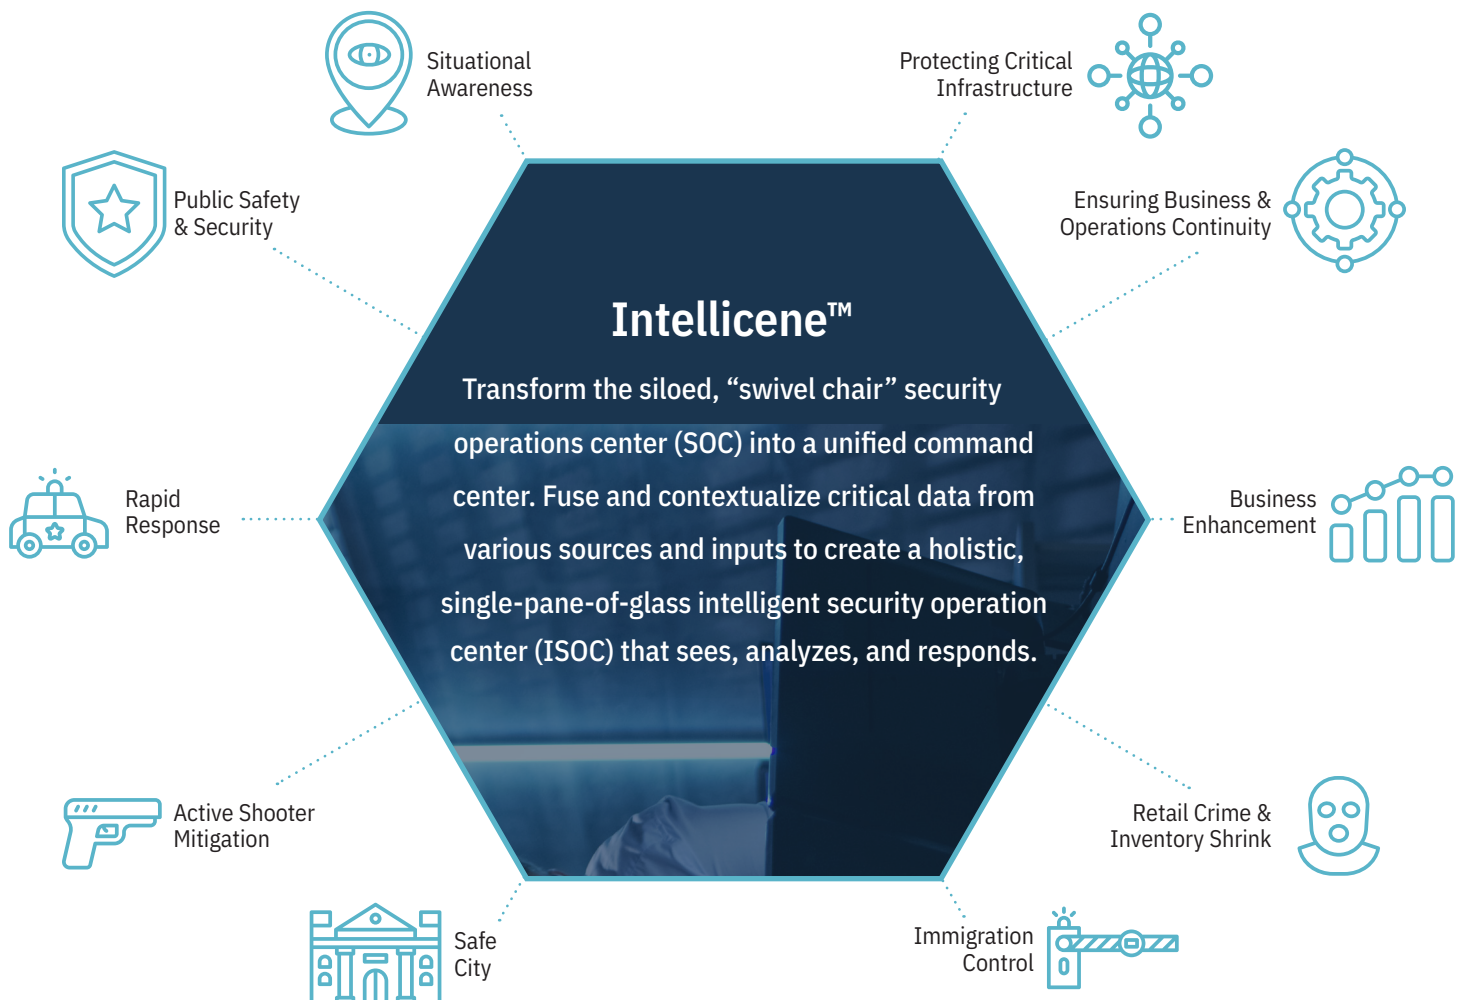 Situational
Awareness
Protecting Critical
Infrastructure
Public Safety
& Security
Ensuring Business &
Operations Continuity
Intellicene™
Transform the siloed, “swivel chair” security
operations center (SOC) into a unified command
center. Fuse and contextualize critical data from
various sources and inputs to create a holistic,
single-pane-of-glass intelligent security operation
center (ISOC) that sees, analyzes, and responds.
Rapid
Response
Business
Enhancement
Active Shooter
Mitigation
Retail Crime &
Inventory Shrink
Safe
City
Immigration
Control